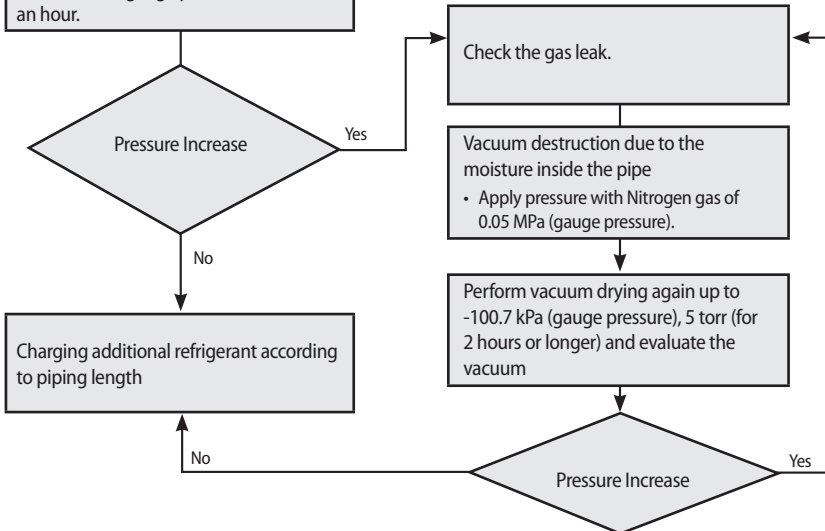 an hour.
Pressure Increase
Yes
No
Charging additional refrigerant according
to piping length
Check the gas leak.
Vacuum destruction due to the
moisture inside the pipe
• Apply pressure with Nitrogen gas of
0.05 MPa (gauge pressure).
Perform vacuum drying again up to
-100.7 kPa (gauge pressure), 5 torr (for
2 hours or longer) and evaluate the
vacuum
Pressure Increase
No
Yes